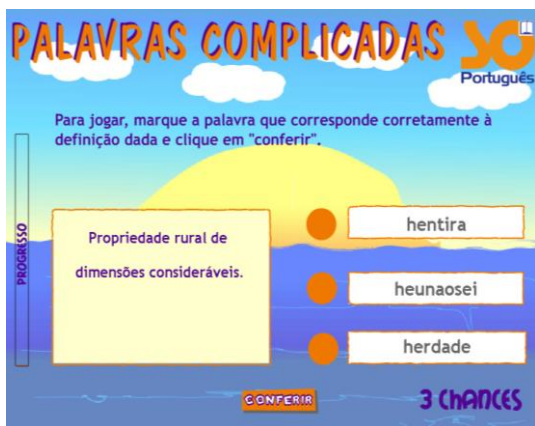 PALAVRAS COMPLICADAS
SÓ
Português
Para jogar, marque a palavra que corresponde corretamente à
definição dada e clique em "conferir".
PROGRESSO
Propriedade rural de
dimensões consideráveis.
hentira
heunaosei
herdade
CONFERIR
3 CHANCES